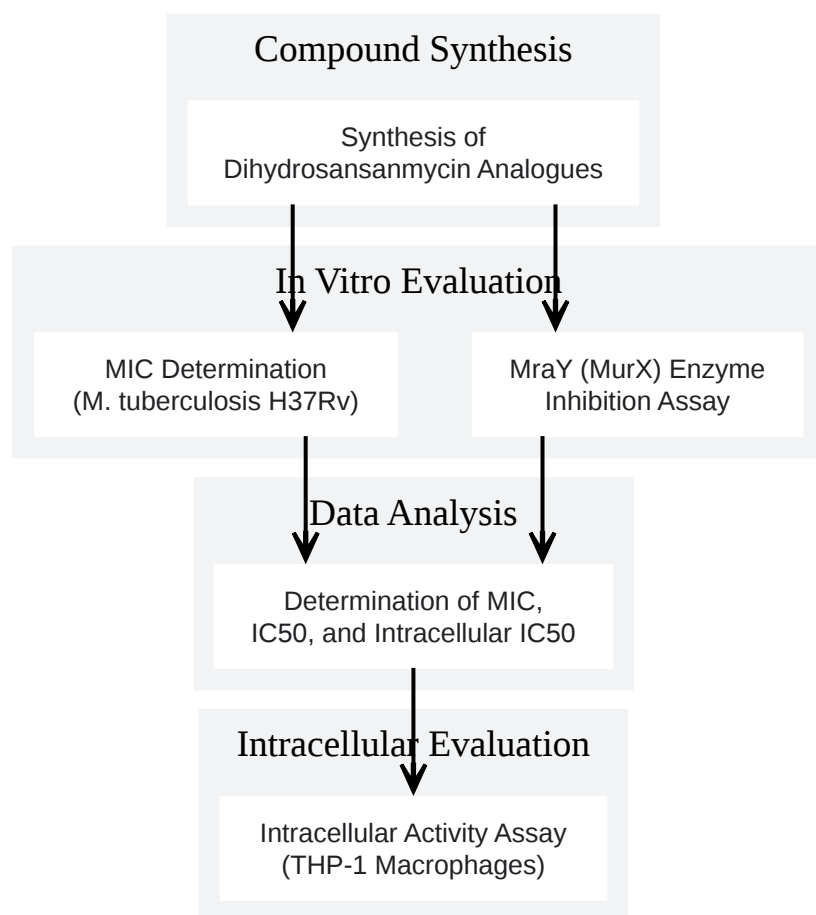 Compound Synthesis
Synthesis of
Dihydrosansanmycin Analogues
In Vitro Evaluation
MIC Determination
(M. tuberculosis H37Rv)
MraY (MurX) Enzyme
Inhibition Assay
Data Analysis
Determination of MIC,
IC50, and Intracellular IC50
Intracellular Evaluation
Intracellular Activity Assay
(THP-1 Macrophages)